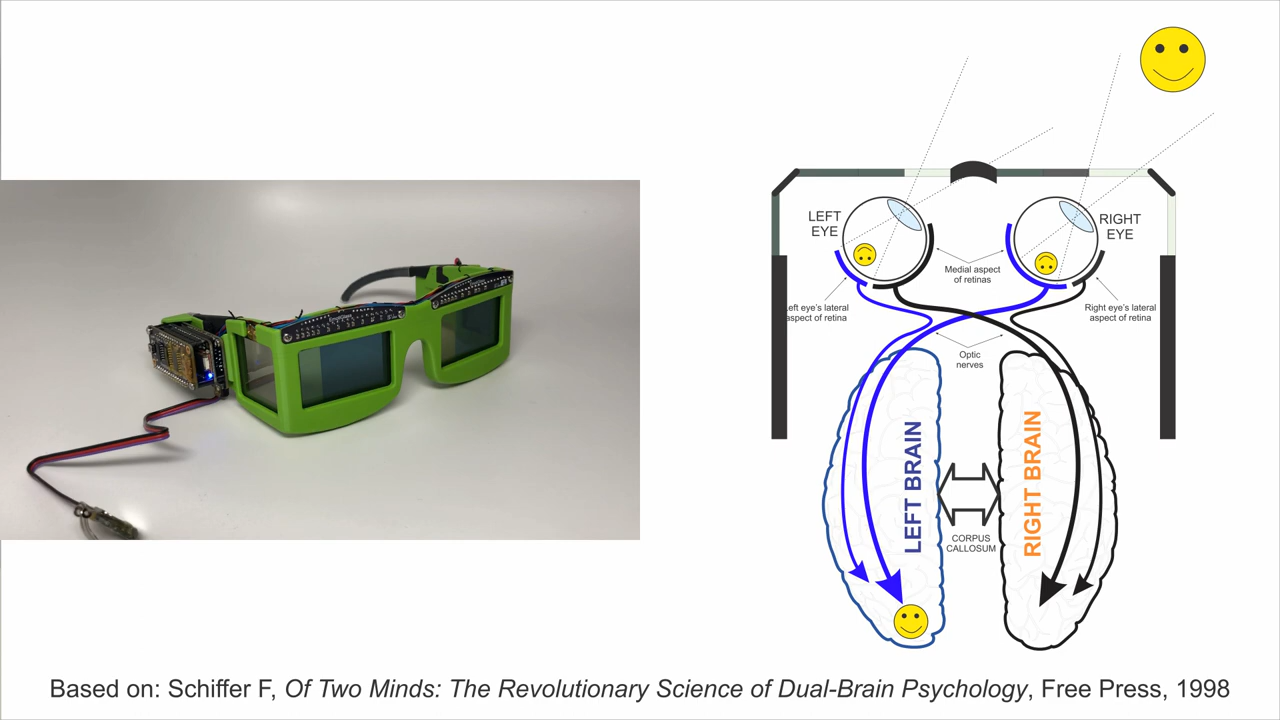 LEFT
EYE
RIGHT
EYE
Medial aspect
of retinas
Left eye's lateral
aspect of retina
Right eye's lateral
aspect of retina
Optic
nerves
LEFT BRAIN
RIGHT BRAIN
CORPUS
CALLOSUM
Based on: Schiffer F, Of Two Minds: The Revolutionary Science of Dual-Brain Psychology, Free Press, 1998